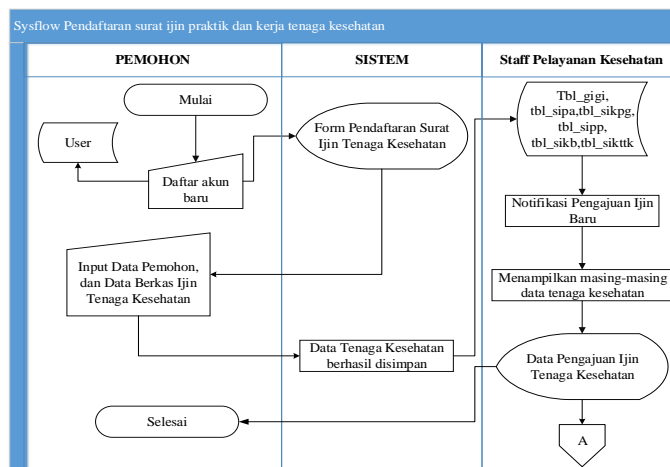 Sysflow Pendaftaran surat ijin praktik dan kerja tenaga kesehatan
PEMOHON
SISTEM
Staff Pelayanan Kesehatan
Mulai
User
Daftar akun
baru
Form Pendaftaran Surat
Ijin Tenaga Kesehatan
Tbl_gigi,
tbl_sipa,tbl_sikpg,
tbl_sipp,
tbl_sikb,tbl_sikttk
Notifikasi Pengajuan Ijin
Baru
Input Data Pemohon,
dan Data Berkas Ijin
Tenaga Kesehatan
Menampilkan masing-masing
data tenaga kesehatan
Data Tenaga Kesehatan
berhasil disimpan
Data Pengajuan Ijin
Tenaga Kesehatan
Selesai
A